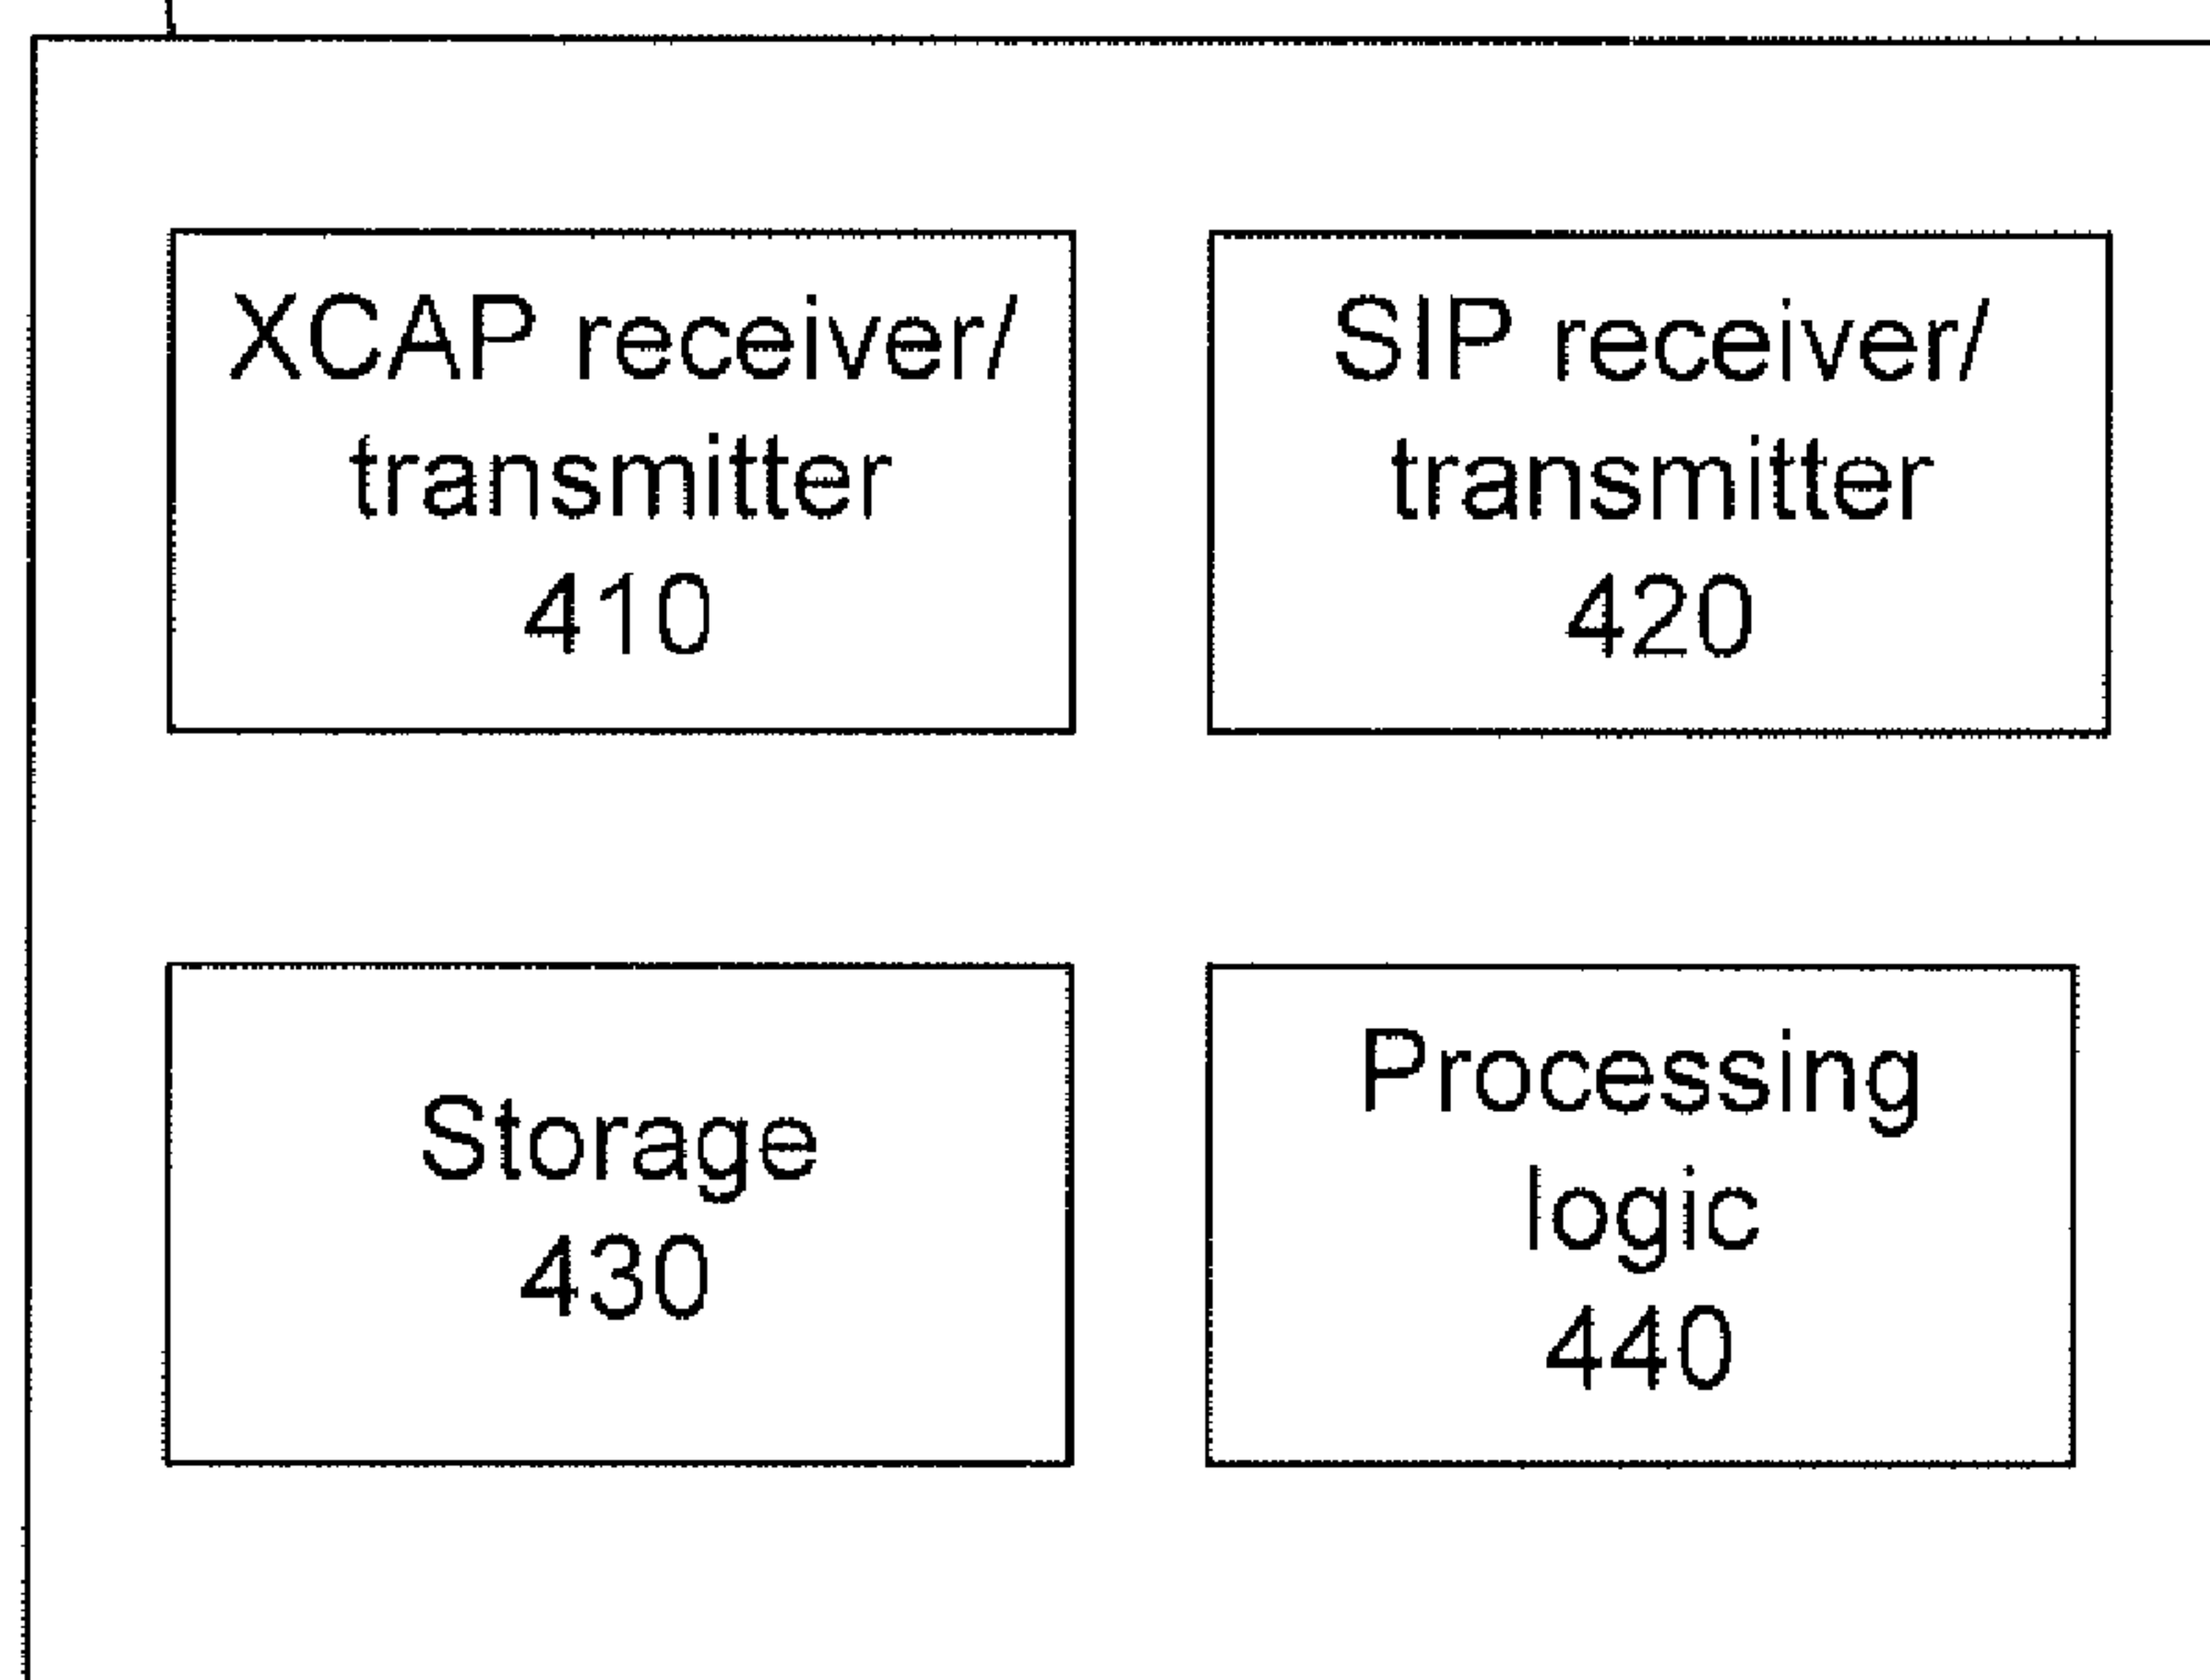 XCAP receiver/
transmitter
410
SIP receiver/
transmitter
420
Storage
430
Processing
logic
440